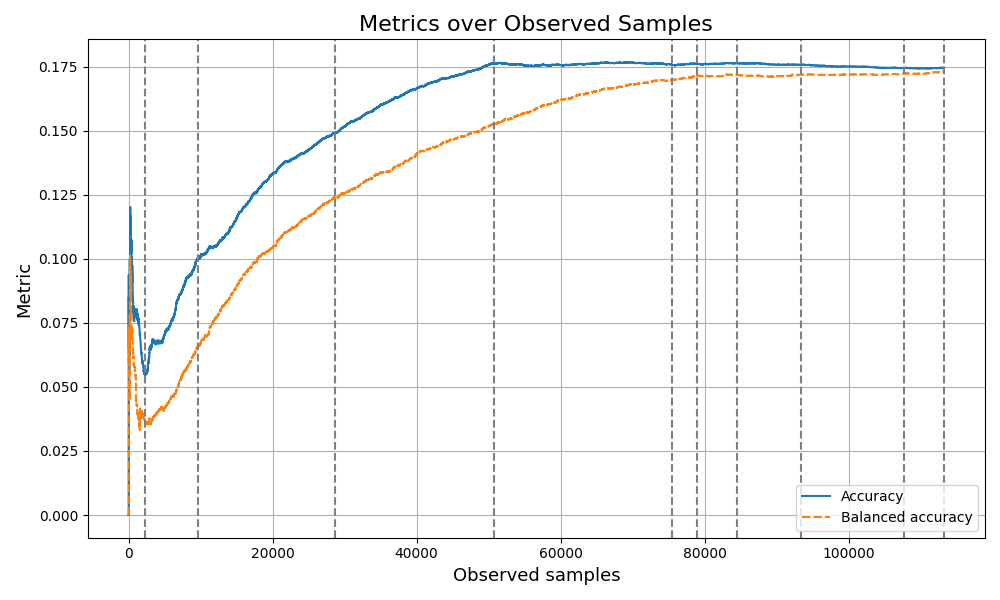 Metrics over Observed Samples
Metric
0.175
0.150
0.125
0.100
0.075
0.050
0.025
0.000
0 20000 40000 60000 80000 100000
Observed samples
Accuracy
Balanced accuracy